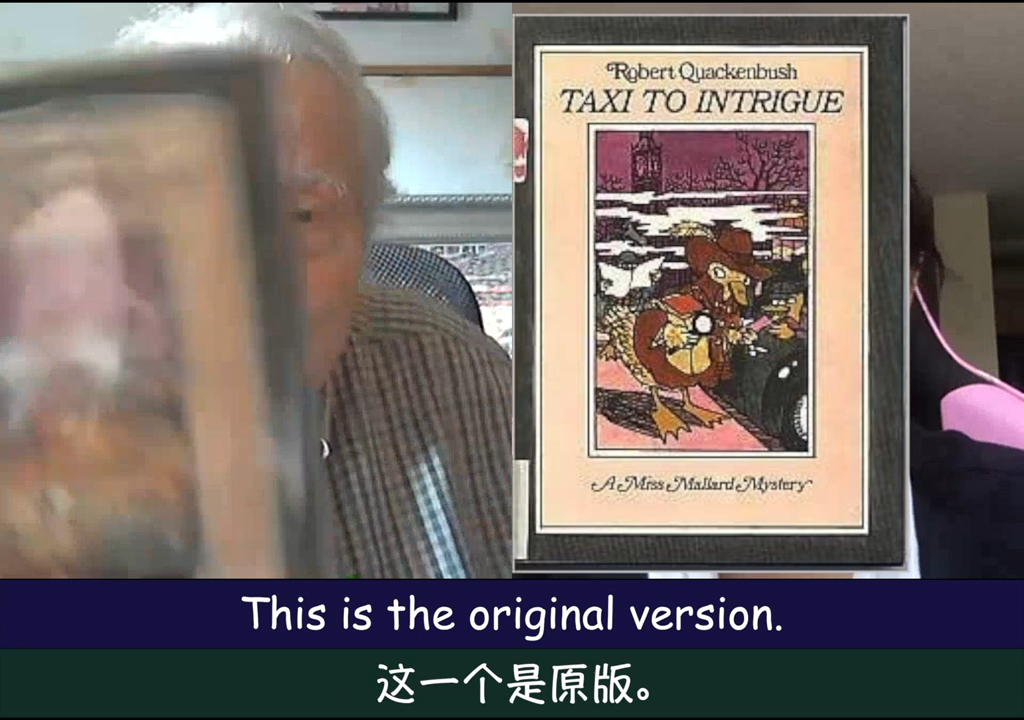 Robert Quackenbush
TAXI TO INTRIGUE
A Miss Mallard Mystery
This is the original version.
这一个是原版。